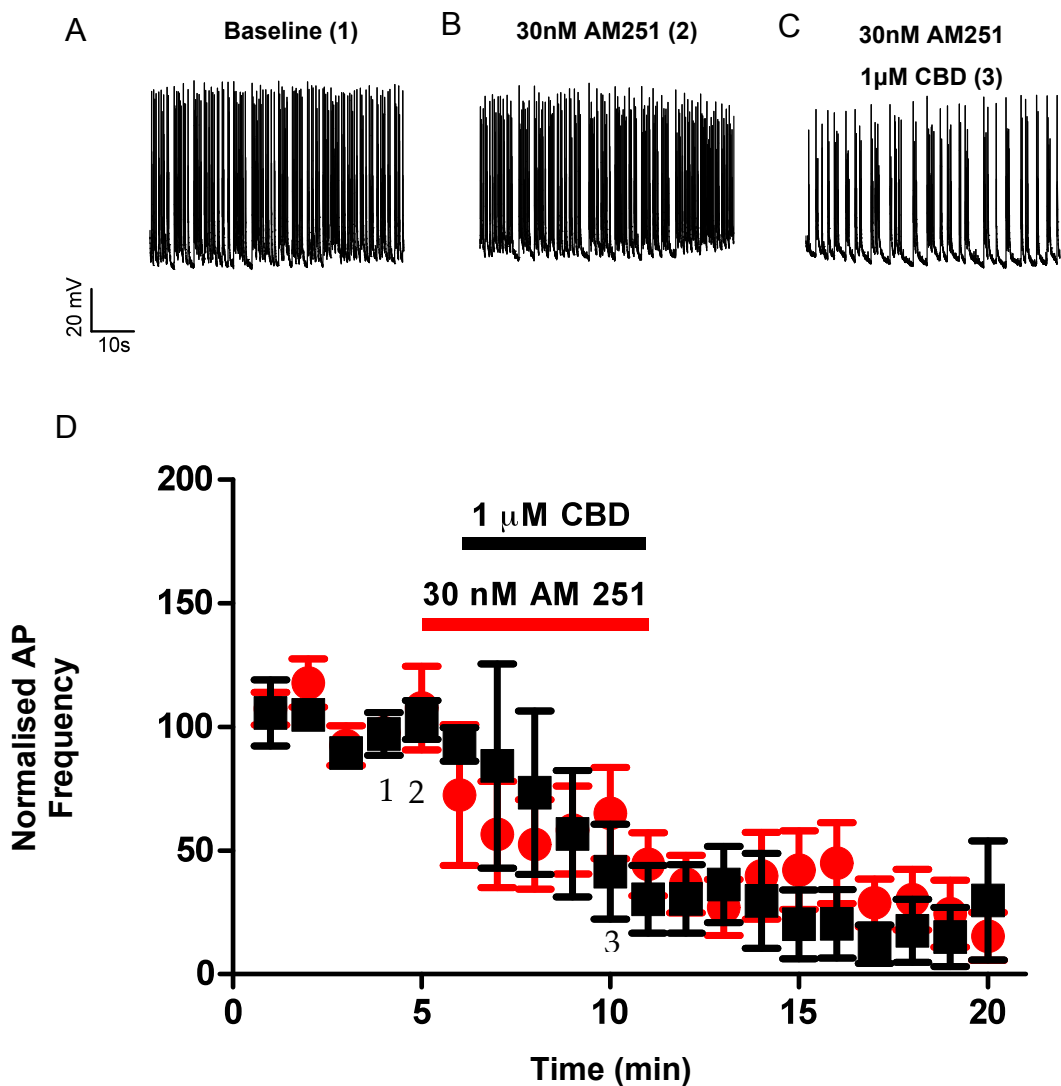 A
Baseline (1)
B
30nM AM251 (2)
C
30nM AM251
1µM CBD (3)
20 mV
10s
D
Normalised AP
Frequency
200
150
100
50
0
1 μM CBD
30 nM AM 251
1
2
3
0
5
10
15
20
Time (min)